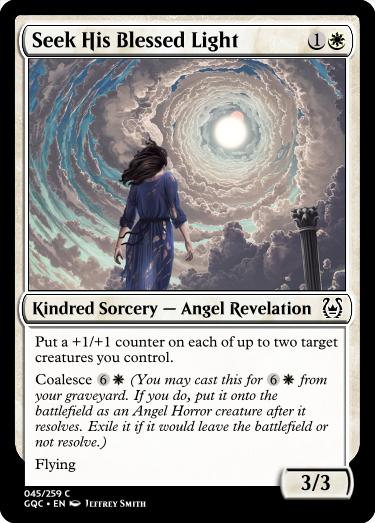 Seek His Blessed Light 1
Kindred Sorcery — Angel Revelation
Put a +1/+1 counter on each of up to two target
creatures you control.
Coalesce 6 (You may cast this for 6 from
your graveyard. If you do, put it onto the
battlefield as an Angel Horror creature after it
resolves. Exile it if it would leave the battlefield or
not resolve.)
Flying
3/3
045/259 C
GQC • EN Jeffrey Smith